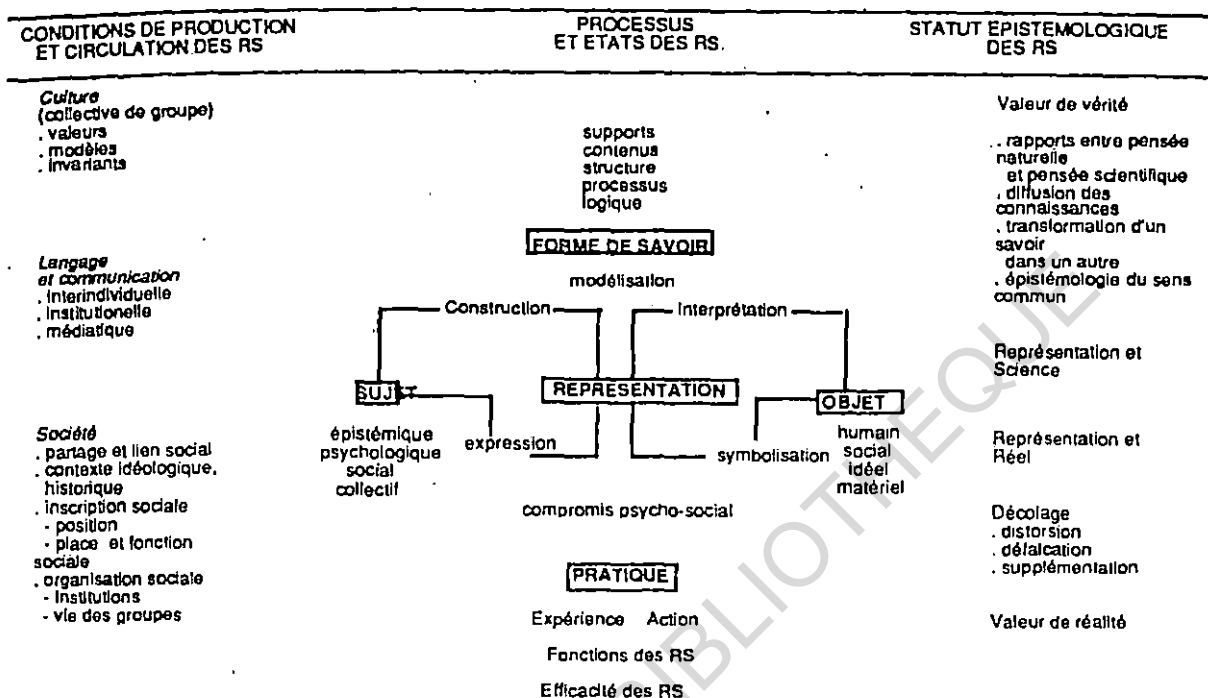 CONDITIONS DE PRODUCTION
ET CIRCULATION DES RS
PROCESSUS
ET ETATS DES RS.
STATUT EPISTEMOLOGIQUE
DES RS
Culture
(collective de groupe)
. valeurs
. modèles
. invariants
Langage
et communication
. interindividuelle
. institutionelle
. médiatique
Société
. partage et lien social
. contexte idéologique,
historique
. inscription sociale
- position
- place et fonction
sociale
. organisation sociale
- institutions
- vie des groupes
supports
contenus
structure
processus
logique
FORME DE SAVOIR
modélisation
Construction
Interprétation
SUJET
REPRESENTATION
OBJET
épistémique
psychologique
social
collectif
expression
symbolisation
humain
social
idéel
matériel
compromis psycho-social
PRATIQUE
Expérience Action
Fonctions des RS
Efficacité des RS
Valeur de vérité
. rapports entre pensée
naturelle
et pensée scientifique
. diffusion des
connaissances
. transformation d'un
savoir
dans un autre
. épistémologie du sens
commun
Représentation et
Science
Représentation et
Réel
Décolage
. distorsion
. défalcation
. supplémentation
Valeur de réalité
BIBLIOTHEQUE